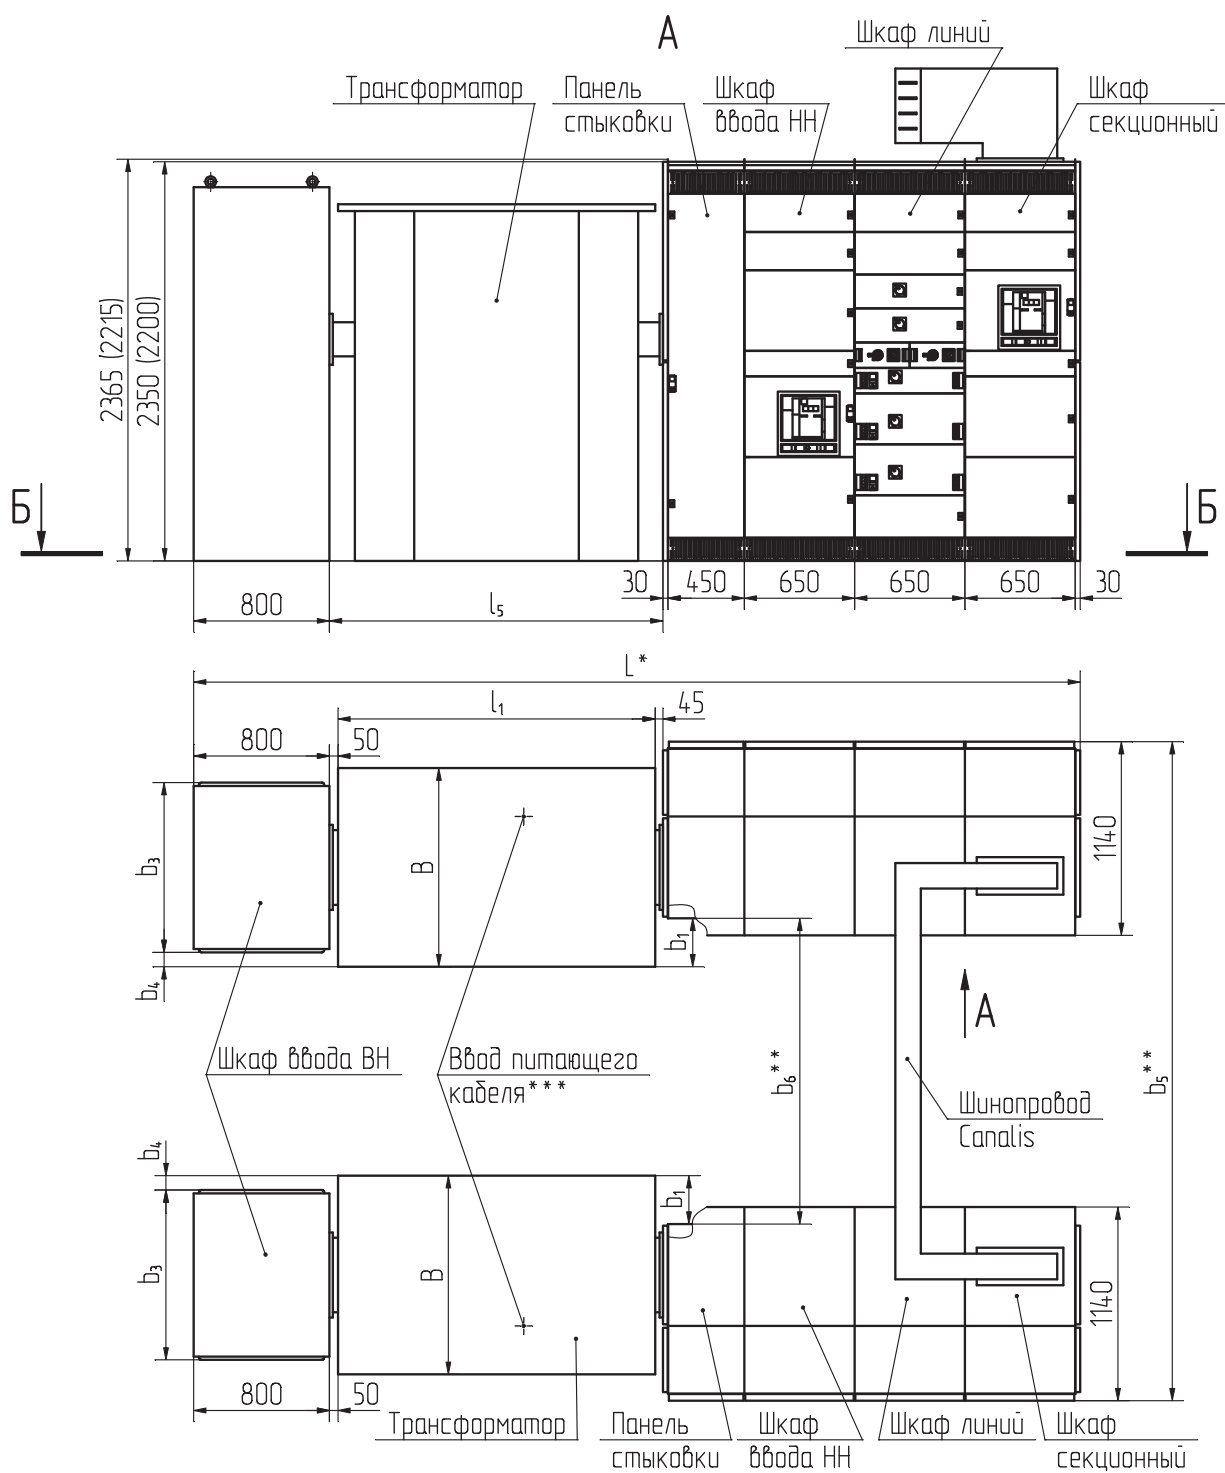 А
Шкаф линий
Трансформатор
Панель
стыковки
Шкаф
ввода НН
Шкаф
секционный
2365 (2215)
2350 (2200)
Б
Б
30
450
650
650
650
30
800
l₅
L*
l₁
45
800
50
b₃
b₄
В
b₁
1140
А
Шкаф ввода ВН
Ввод питающего
кабеля***
b₆**
b₅**
Шинопровод
Canalis
b₄
b₃
В
b₁
1140
800
50
Трансформатор
Панель
стыковки
Шкаф
ввода НН
Шкаф линий
Шкаф
секционный